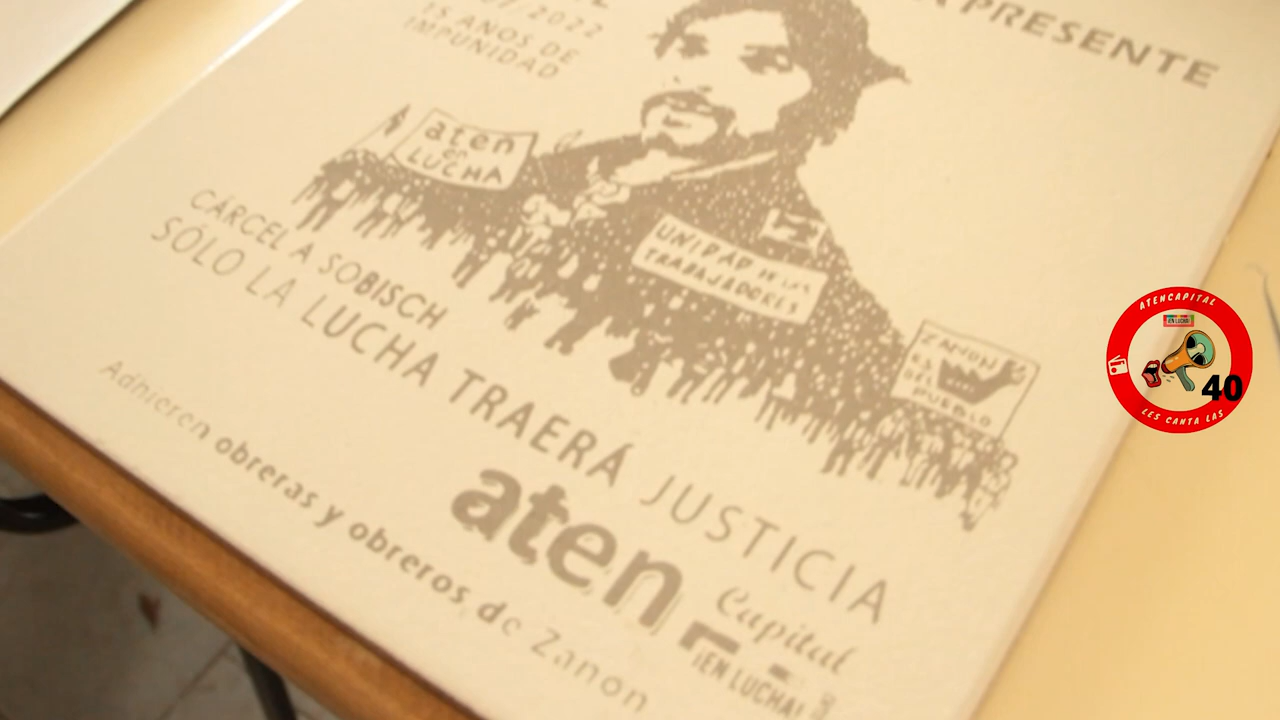 PRESENTE
/2022
15 AÑOS DE
IMPUNIDAD
aten
en
LUCHA
UNIDAD DE LOS
TRABAJADORES
ZANON
ES
DEL
PUEBLO
CÁRCEL A SOBISCH
SÓLO LA LUCHA TRAERÁ JUSTICIA
aten
Capital
¡EN LUCHA!
Adhieren obreras y obreros de Zanon
ATENCAPITAL
¡EN LUCHA!
40
LES CANTA LAS